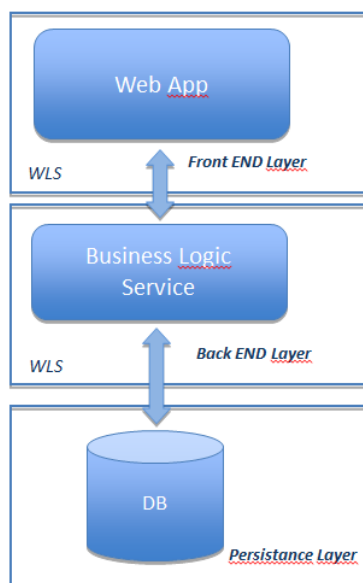 Web App
Front END Layer
WLS
Business Logic
Service
Back END Layer
WLS
DB
Persistance Layer